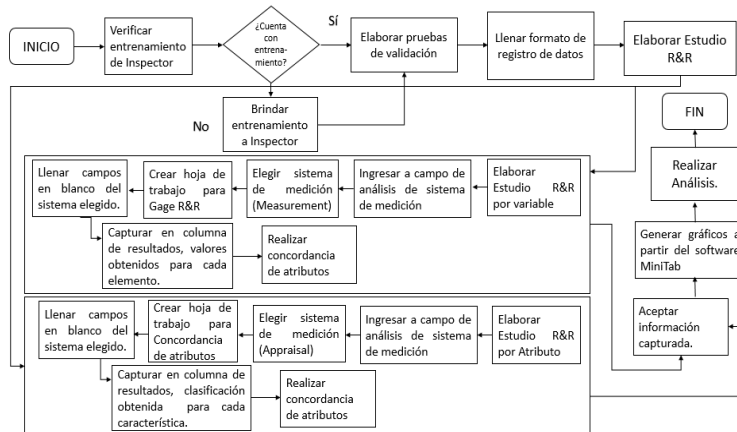 INICIO
Verificar
entrenamiento
de Inspector
¿Cuenta
con
entrena-
miento?
Sí
Elaborar pruebas
de validación
Llenar formato de
registro de datos
Elaborar Estudio
R&R
No
Brindar
entrenamiento
a Inspector
FIN
Realizar
Análisis.
Generar gráficos a
partir del software
MiniTab
Aceptar
información
capturada.
Llenar campos
en blanco del
sistema elegido.
Crear hoja de
trabajo para
Gage R&R
Elegir sistema
de medición
(Measurement)
Ingresar a campo de
análisis de sistema de
medición
Elaborar
Estudio R&R
por variable
Capturar en columna
de resultados, valores
obtenidos para cada
elemento.
Realizar
concordancia
de atributos
Llenar campos
en blanco del
sistema elegido.
Crear hoja de
trabajo para
Concordancia
de atributos
Elegir sistema
de medición
(Appraisal)
Ingresar a campo de
análisis de sistema
de medición
Elaborar
Estudio R&R
por Atributo
Capturar en columna de
resultados, clasificación
obtenida para cada
característica.
Realizar
concordancia
de atributos